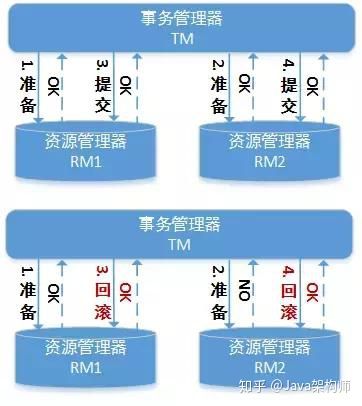 事务管理器
TM
1.准备
OK
3.提交
OK
2.准备
OK
4.提交
OK
资源管理器
RM1
资源管理器
RM2
事务管理器
TM
1.准备
OK
3.回滚
OK
2.准备
NO
4.回滚
OK
资源管理器
RM1
资源管理器
RM2
知乎 @Java架构师